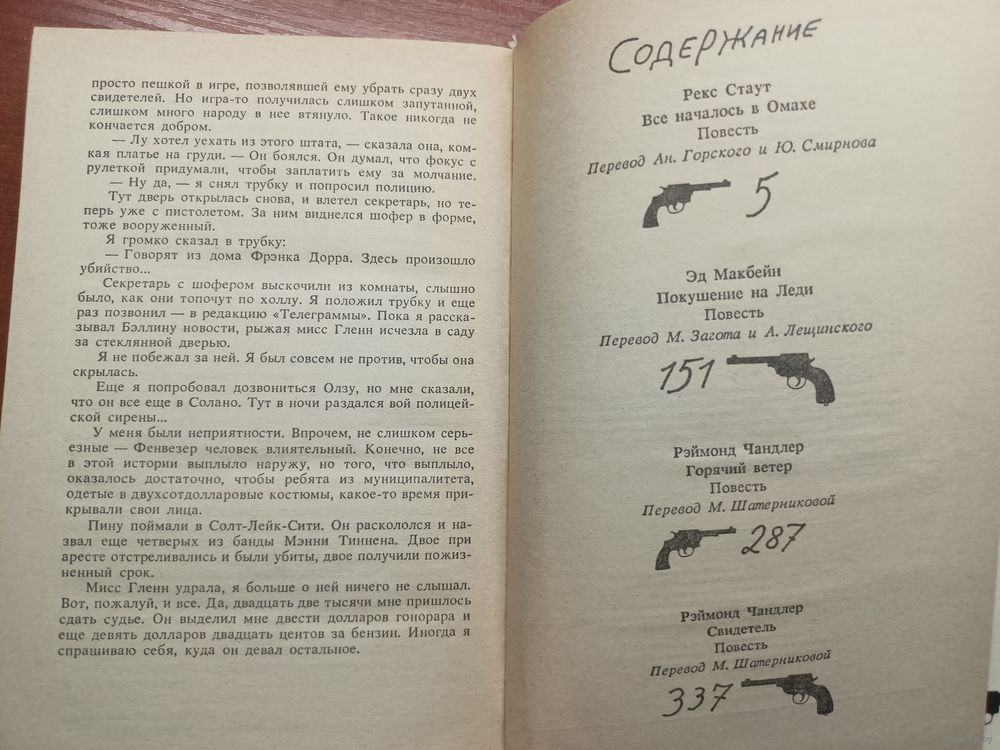 просто пешкой в игре, позволявшей ему убрать сразу двух
свидетелей. Но игра-то получилась слишком запутанной,
слишком много народу в нее втянуло. Такое никогда не
кончается добром.
— Лу хотел уехать из этого штата, — сказала она, ком-
кая платье на груди. — Он боялся. Он думал, что фокус с
рулеткой придумали, чтобы заплатить ему за молчание.
— Ну да, — я снял трубку и попросил полицию.
Тут дверь открылась снова, и влетел секретарь, но те-
перь уже с пистолетом. За ним виднелся шофер в форме,
тоже вооруженный.
Я громко сказал в трубку:
— Говорят из дома Фрэнка Дорра. Здесь произошло
убийство...
Секретарь с шофером выскочили из комнаты, слышно
было, как они топочут по холлу. Я положил трубку и еще
раз позвонил — в редакцию «Телеграммы». Пока я расска-
зывал Бэллину новости, рыжая мисс Гленн исчезла в саду
за стеклянной дверью.
Я не побежал за ней. Я был совсем не против, чтобы она
скрылась.
Еще я попробовал дозвониться Олзу, но мне сказали,
что он все еще в Солано. Тут в ночи раздался вой полицей-
ской сирены...
У меня были неприятности. Впрочем, не слишком серь-
езные — Фенвезер человек влиятельный. Конечно, не все
в этой истории выплыло наружу, но того, что выплыло,
оказалось достаточно, чтобы ребята из муниципалитета,
одетые в двухсотдолларовые костюмы, какое-то время при-
крывали свои лица.
Пину поймали в Солт-Лейк-Сити. Он раскололся и на-
звал еще четверых из банды Мэнни Тиннена. Двое при
аресте отстреливались и были убиты, двое получили пожиз-
ненный срок.
Мисс Гленн удрала, я больше о ней ничего не слышал.
Вот, пожалуй, и все. Да, двадцать две тысячи мне пришлось
сдать судье. Он выделил мне двести долларов гонорара и
еще девять долларов двадцать центов за бензин. Иногда я
спрашиваю себя, куда он девал остальное.
СОДЕРЖАНИЕ
Рекс Стаут
Все началось в Омахе
Повесть
Перевод Ан. Горского и Ю. Смирнова
5
Эд Макбейн
Покушение на Леди
Повесть
Перевод М. Загота и А. Лещинского
151
Рэймонд Чандлер
Горячий ветер
Повесть
Перевод М. Шатерниковой
287
Рэймонд Чандлер
Свидетель
Повесть
Перевод М. Шатерниковой
337